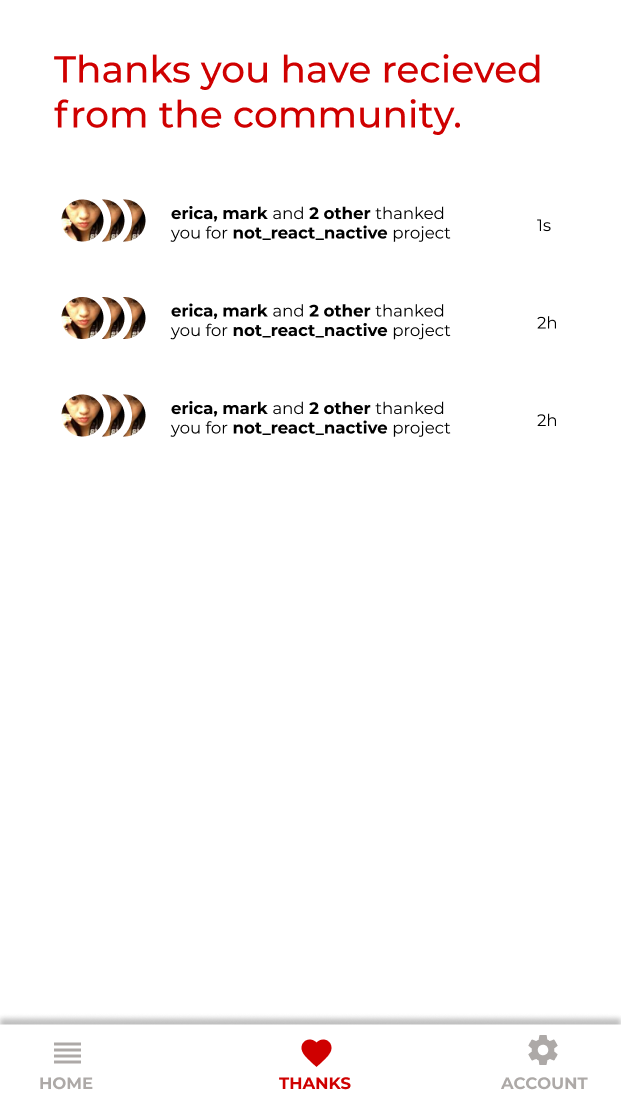 Thanks you have recieved
from the community.
erica, mark and 2 other thanked
you for not_react_nactive project
1s
erica, mark and 2 other thanked
you for not_react_nactive project
2h
erica, mark and 2 other thanked
you for not_react_nactive project
2h
HOME
THANKS
ACCOUNT